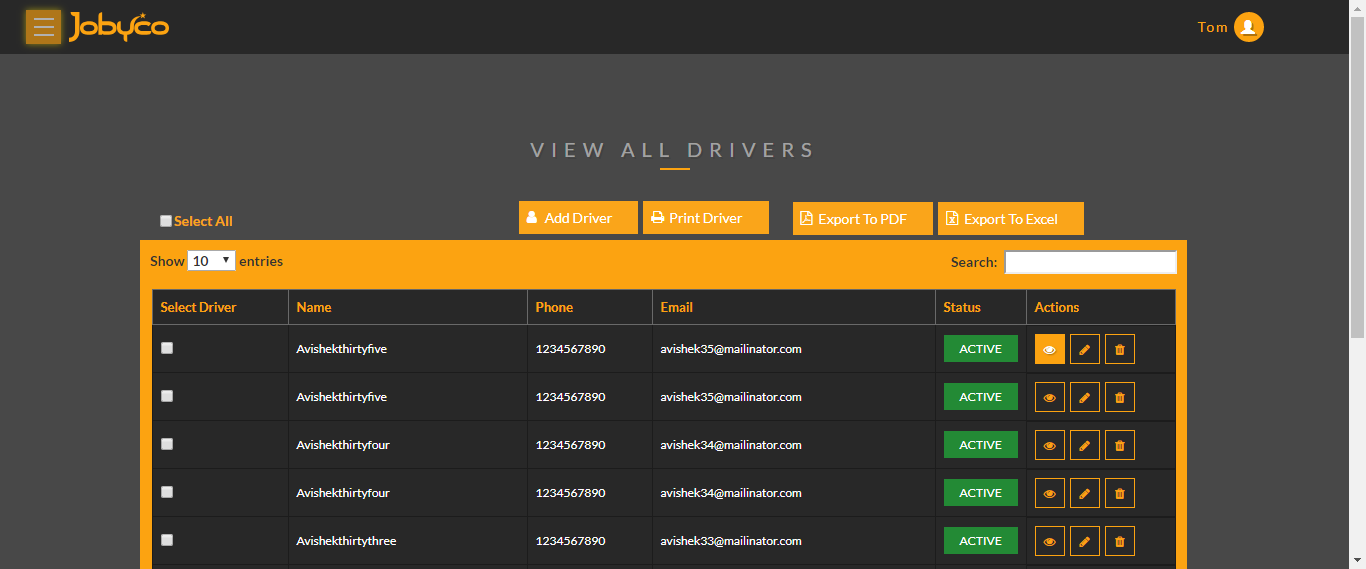 Jobyco
Tom
VIEW ALL DRIVERS
Select All
Add Driver
Print Driver
Export To PDF
Export To Excel
Show 10 entries
Search:
Select Driver Name Phone Email Status Actions
Avishekthirtyfive 1234567890 avishek35@mailinator.com ACTIVE
Avishekthirtyfive 1234567890 avishek35@mailinator.com ACTIVE
Avishekthirtyfour 1234567890 avishek34@mailinator.com ACTIVE
Avishekthirtyfour 1234567890 avishek34@mailinator.com ACTIVE
Avishekthirtythree 1234567890 avishek33@mailinator.com ACTIVE